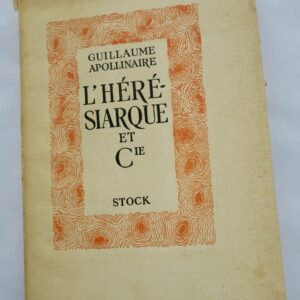 GUILLAUME
APOLLINAIRE
L'HÉRÉ-
SIARQUE
ET
CIE
STOCK